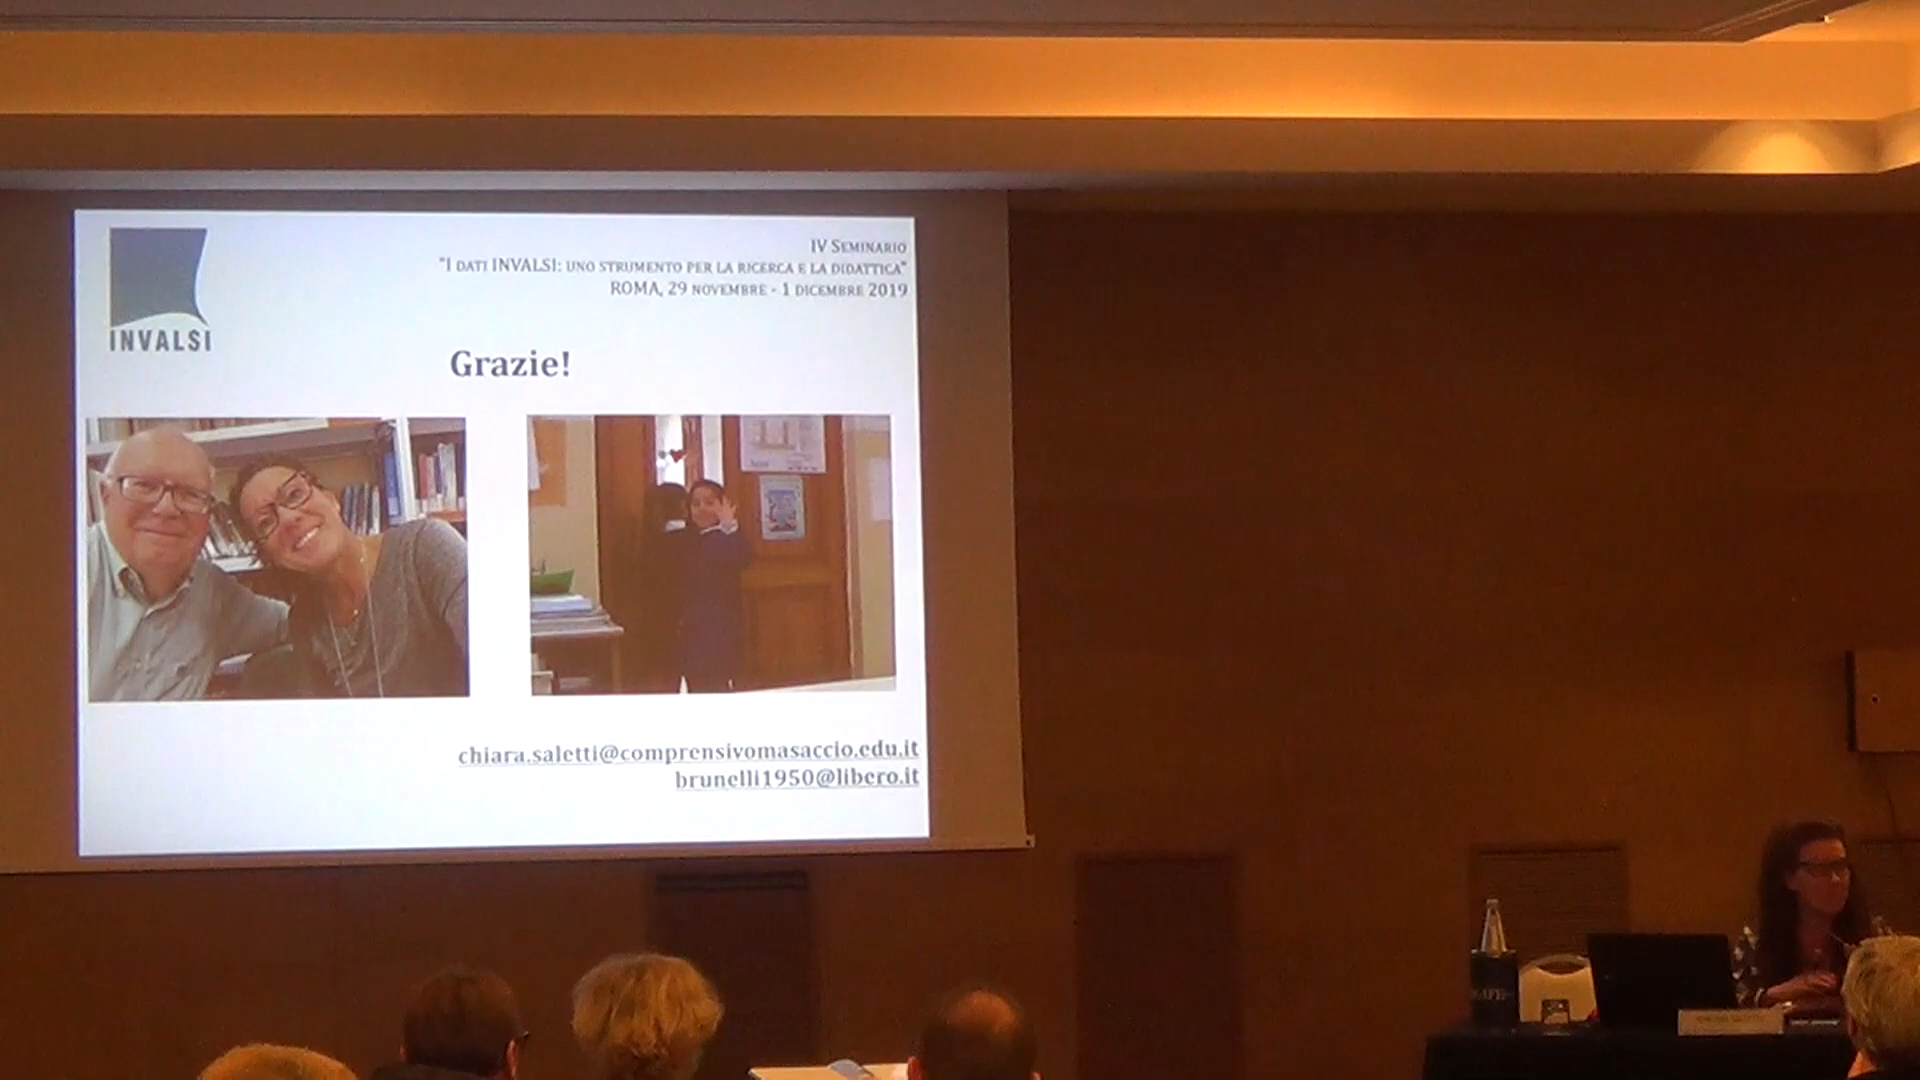 INVALSI
IV SEMINARIO
"I DATI INVALSI: UNO STRUMENTO PER LA RICERCA E LA DIDATTICA"
ROMA, 29 NOVEMBRE - 1 DICEMBRE 2019
Grazie!
chiara.saletti@comprensivomasaccio.edu.it
brunelli1950@libero.it